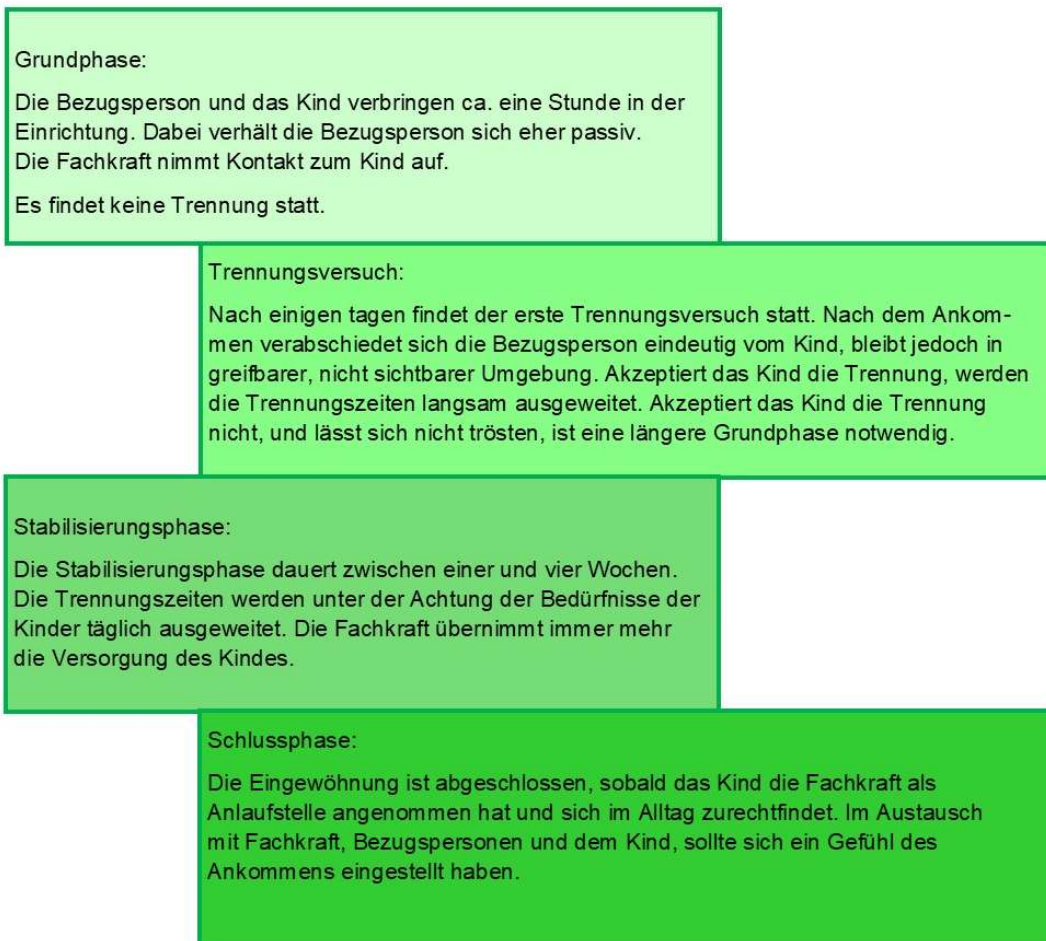 Grundphase:
Die Bezugsperson und das Kind verbringen ca. eine Stunde in der
Einrichtung. Dabei verhält die Bezugsperson sich eher passiv.
Die Fachkraft nimmt Kontakt zum Kind auf.
Es findet keine Trennung statt.
Trennungsversuch:
Nach einigen tagen findet der erste Trennungsversuch statt. Nach dem Ankom-
men verabschiedet sich die Bezugsperson eindeutig vom Kind, bleibt jedoch in
greifbarer, nicht sichtbarer Umgebung. Akzeptiert das Kind die Trennung, werden
die Trennungszeiten langsam ausgeweitet. Akzeptiert das Kind die Trennung
nicht, und lässt sich nicht trösten, ist eine längere Grundphase notwendig.
Stabilisierungsphase:
Die Stabilisierungsphase dauert zwischen einer und vier Wochen.
Die Trennungszeiten werden unter der Achtung der Bedürfnisse der
Kinder täglich ausgeweitet. Die Fachkraft übernimmt immer mehr
die Versorgung des Kindes.
Schlussphase:
Die Eingewöhnung ist abgeschlossen, sobald das Kind die Fachkraft als
Anlaufstelle angenommen hat und sich im Alltag zurechtfindet. Im Austausch
mit Fachkraft, Bezugspersonen und dem Kind, sollte sich ein Gefühl des
Ankommens eingestellt haben.